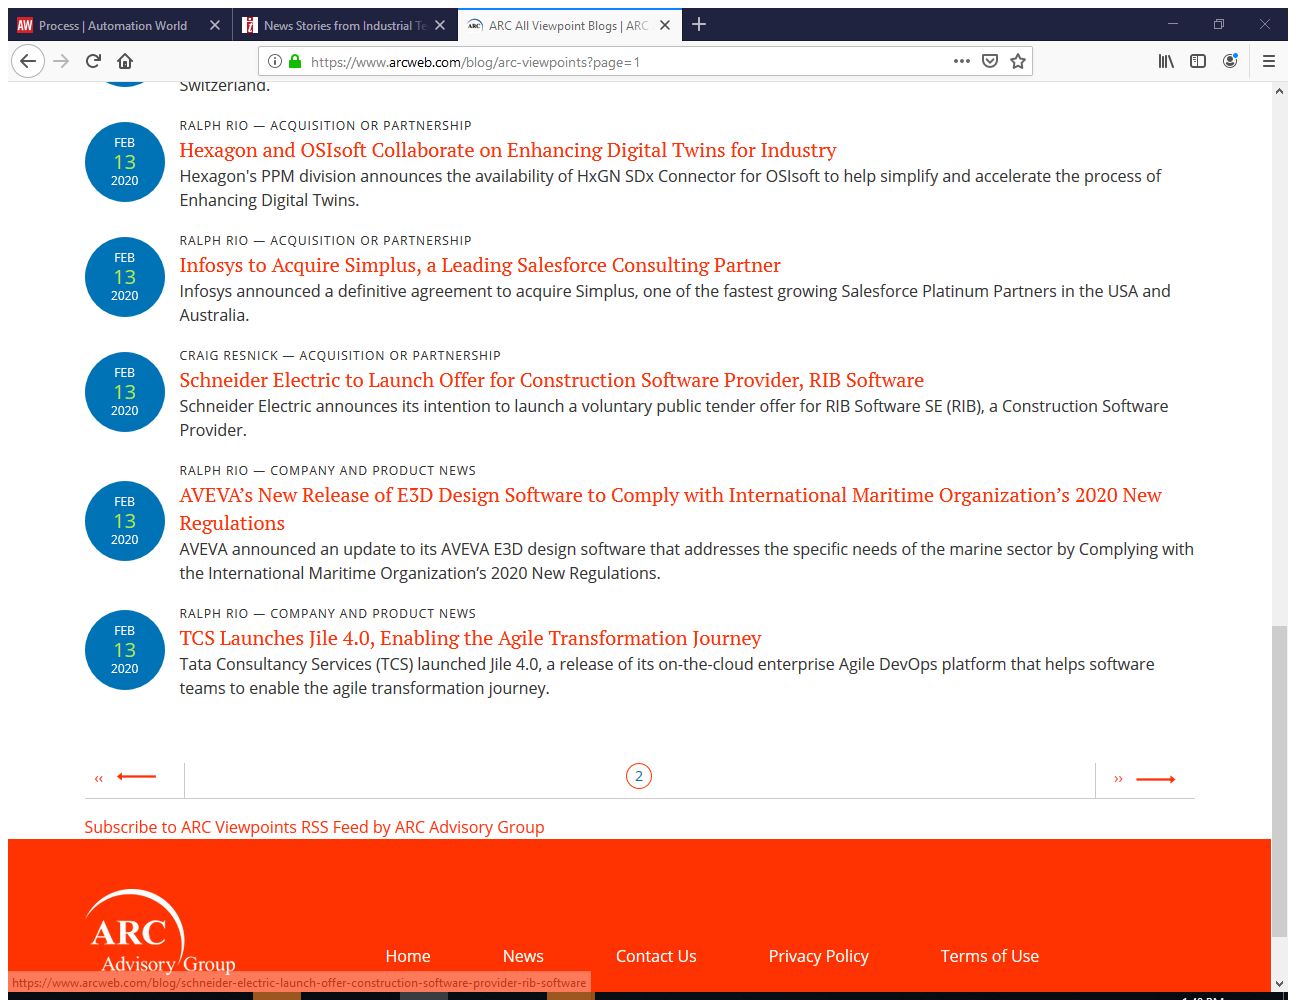 Process | Automation World
News Stories from Industrial Te
ARC All Viewpoint Blogs | ARC
https://www.arcweb.com/blog/arc-viewpoints?page=1
Switzerland.
RALPH RIO — ACQUISITION OR PARTNERSHIP
FEB
13
2020
Hexagon and OSIsoft Collaborate on Enhancing Digital Twins for Industry
Hexagon's PPM division announces the availability of HxGN SDx Connector for OSIsoft to help simplify and accelerate the process of
Enhancing Digital Twins.
RALPH RIO — ACQUISITION OR PARTNERSHIP
FEB
13
2020
Infosys to Acquire Simplus, a Leading Salesforce Consulting Partner
Infosys announced a definitive agreement to acquire Simplus, one of the fastest growing Salesforce Platinum Partners in the USA and
Australia.
CRAIG RESNICK — ACQUISITION OR PARTNERSHIP
FEB
13
2020
Schneider Electric to Launch Offer for Construction Software Provider, RIB Software
Schneider Electric announces its intention to launch a voluntary public tender offer for RIB Software SE (RIB), a Construction Software
Provider.
RALPH RIO — COMPANY AND PRODUCT NEWS
FEB
13
2020
AVEVA’s New Release of E3D Design Software to Comply with International Maritime Organization’s 2020 New
Regulations
AVEVA announced an update to its AVEVA E3D design software that addresses the specific needs of the marine sector by Complying with
the International Maritime Organization’s 2020 New Regulations.
RALPH RIO — COMPANY AND PRODUCT NEWS
FEB
13
2020
TCS Launches Jile 4.0, Enabling the Agile Transformation Journey
Tata Consultancy Services (TCS) launched Jile 4.0, a release of its on-the-cloud enterprise Agile DevOps platform that helps software
teams to enable the agile transformation journey.
‹‹ 2 ››
Subscribe to ARC Viewpoints RSS Feed by ARC Advisory Group
ARC
Advisory Group
Home News Contact Us Privacy Policy Terms of Use
https://www.arcweb.com/blog/schneider-electric-launch-offer-construction-software-provider-rib-software